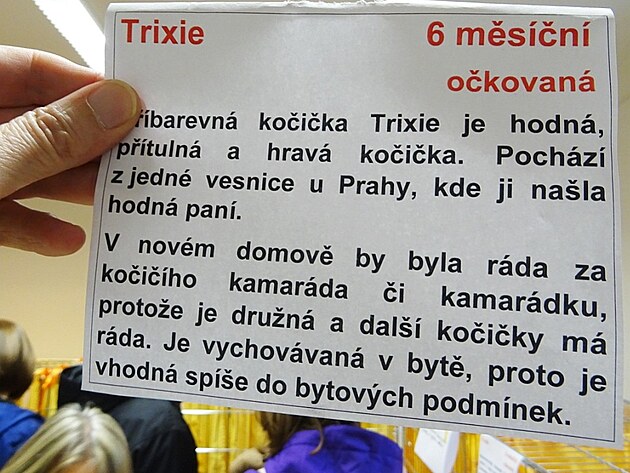 Trixie 6 měsíční
očkovaná
říbarevná kočička Trixie je hodná,
přítulná a hravá kočička. Pochází
z jedné vesnice u Prahy, kde ji našla
hodná paní.
V novém domově by byla ráda za
kočičího kamaráda či kamarádku,
protože je družná a další kočičky má
ráda. Je vychovávaná v bytě, proto je
vhodná spíše do bytových podmínek.